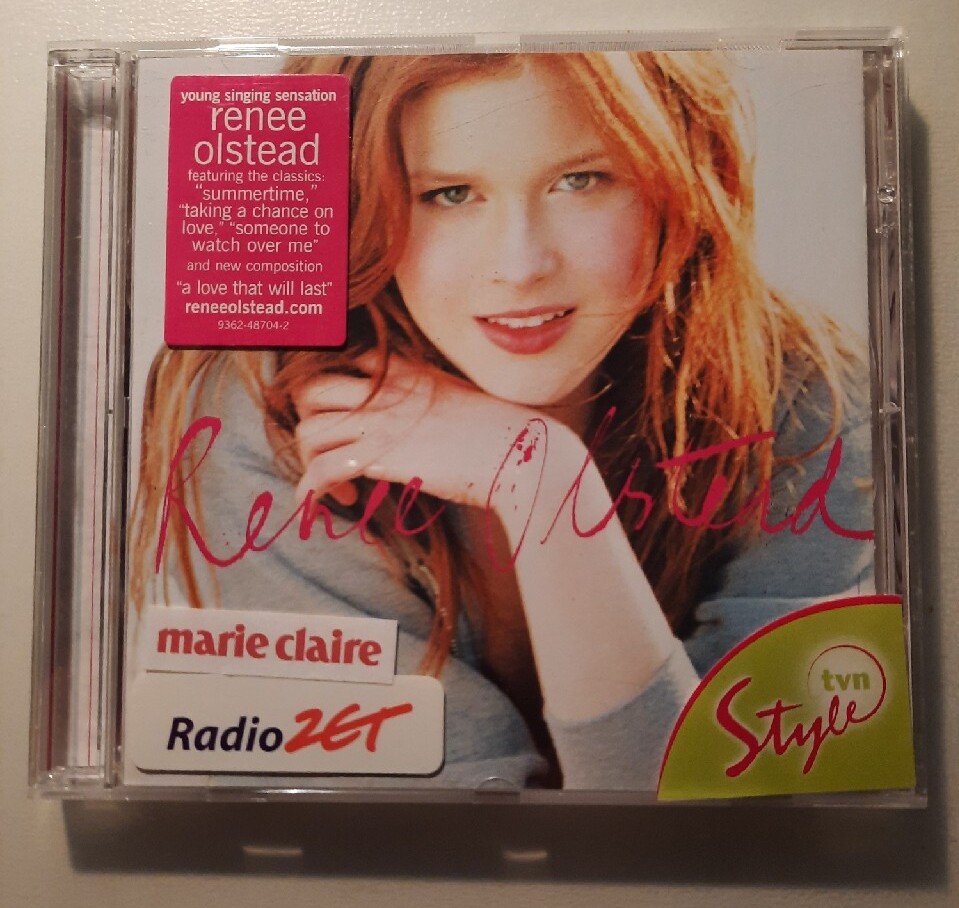 young singing sensation
renee
olstead
featuring the classics:
"summertime,"
"taking a chance on
love," "someone to
watch over me"
and new composition
"a love that will last"
reneeolstead.com
9362-48704-2
Renee Olstead
marie claire
Radio ZET
tvn
Style